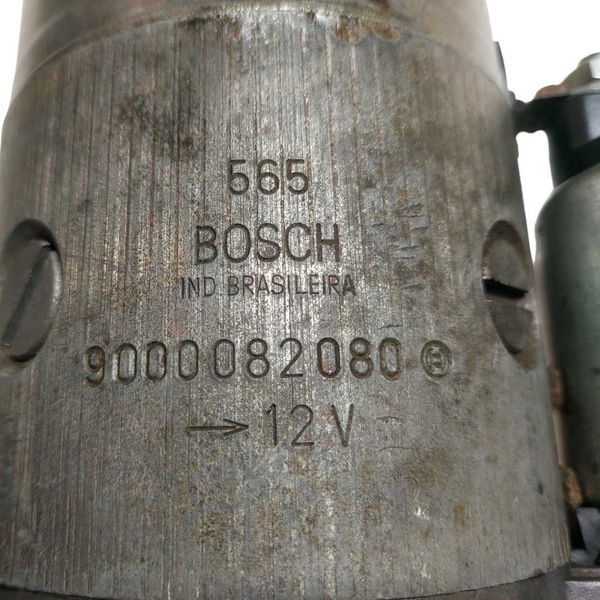 565
BOSCH
IND BRASILEIRA
9000082080
→ 12 V